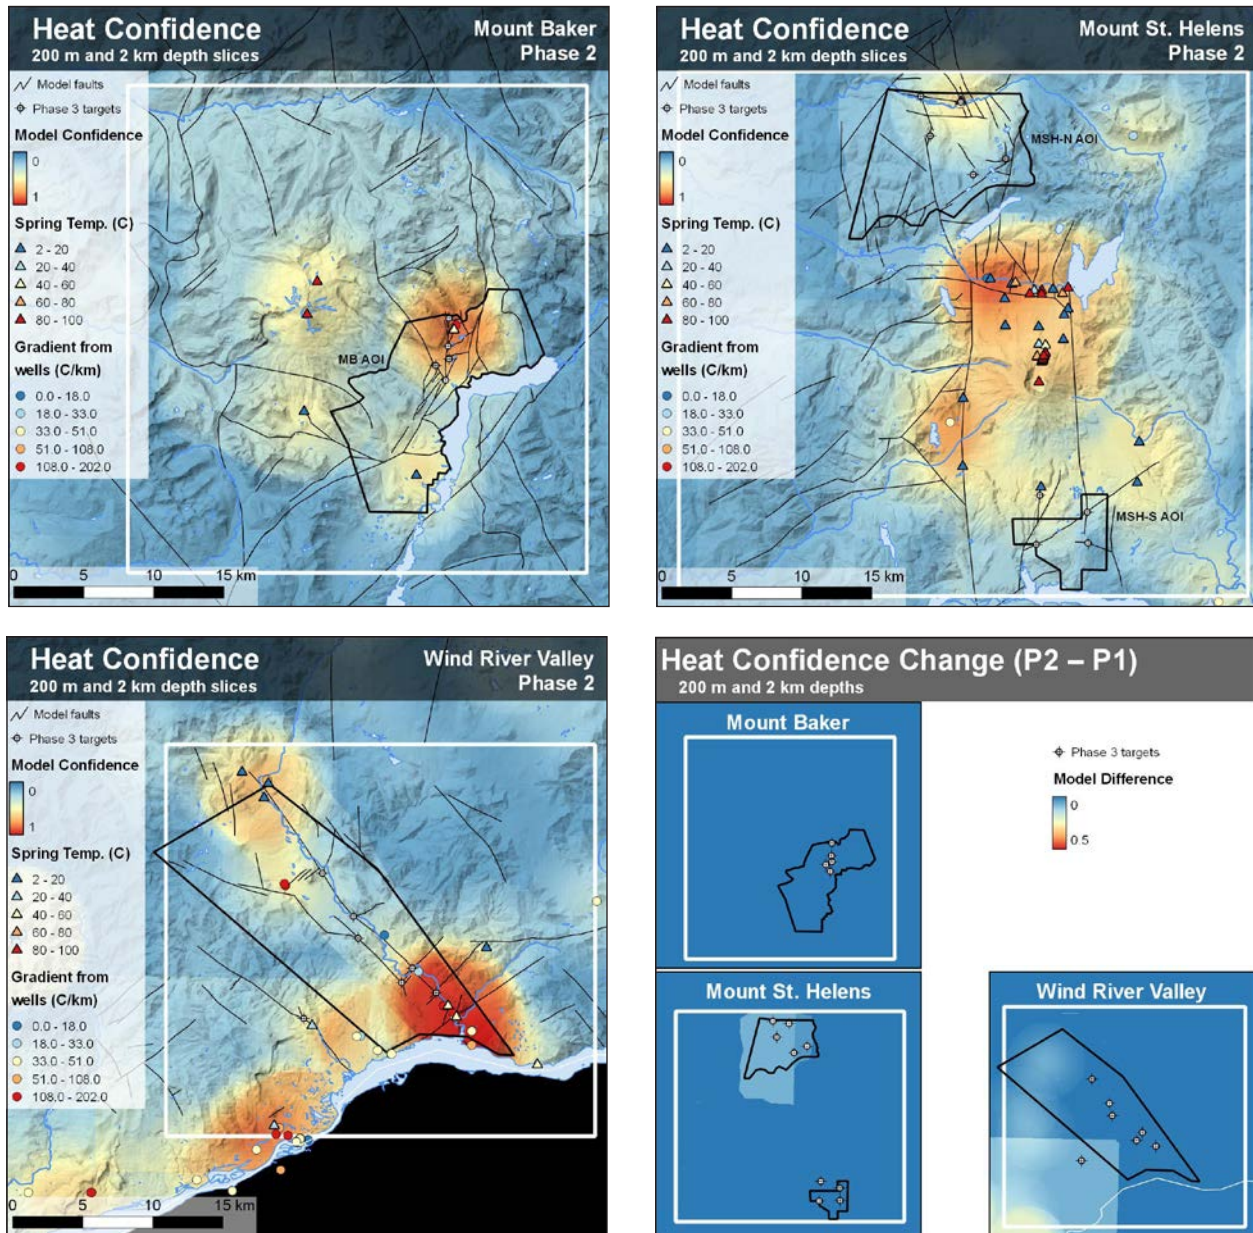 Heat Confidence
200 m and 2 km depth slices
Mount Baker
Phase 2
Model faults
Phase 3 targets
Model Confidence
0
1
Spring Temp. (C)
2 - 20
20 - 40
40 - 60
60 - 80
80 - 100
Gradient from
wells (C/km)
0.0 - 18.0
18.0 - 33.0
33.0 - 51.0
51.0 - 108.0
108.0 - 202.0
MB AOI
0 5 10 15 km
Heat Confidence
200 m and 2 km depth slices
Mount St. Helens
Phase 2
Model faults
Phase 3 targets
Model Confidence
0
1
Spring Temp. (C)
2 - 20
20 - 40
40 - 60
60 - 80
80 - 100
Gradient from
wells (C/km)
0.0 - 18.0
18.0 - 33.0
33.0 - 51.0
51.0 - 108.0
108.0 - 202.0
MSH-N AOI
MSH-S AOI
0 5 10 15 km
Heat Confidence
200 m and 2 km depth slices
Wind River Valley
Phase 2
Model faults
Phase 3 targets
Model Confidence
0
1
Spring Temp. (C)
2 - 20
20 - 40
40 - 60
60 - 80
80 - 100
Gradient from
wells (C/km)
0.0 - 18.0
18.0 - 33.0
33.0 - 51.0
51.0 - 108.0
108.0 - 202.0
0 5 10 15 km
Heat Confidence Change (P2 – P1)
200 m and 2 km depths
Mount Baker
Phase 3 targets
Model Difference
0
0.5
Mount St. Helens
Wind River Valley